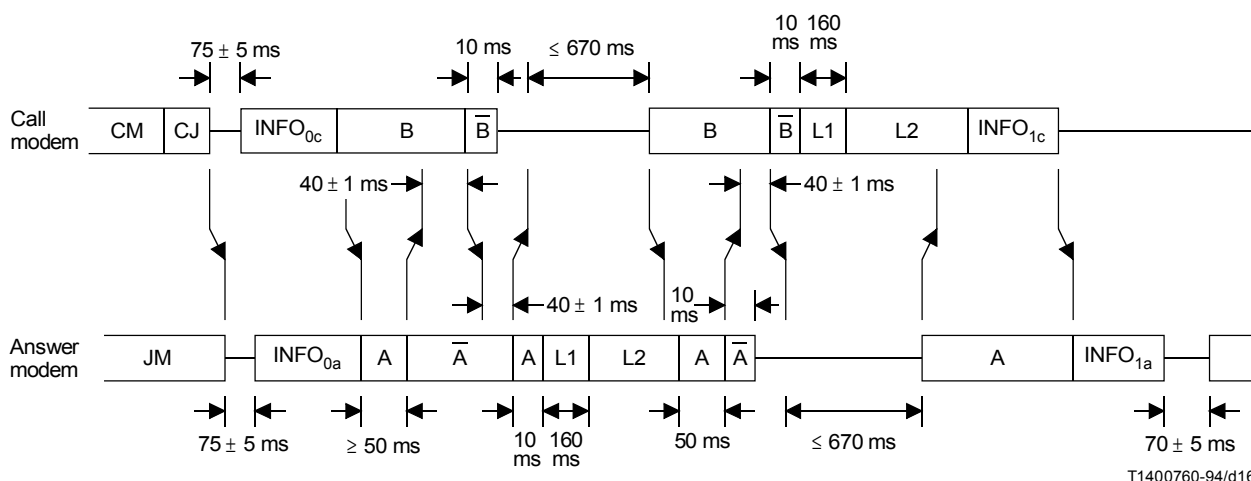 10 160
ms ms
75 ± 5 ms
10 ms
≤ 670 ms
Call
modem
CM
CJ
INFO0c
B
B̅
B
B̅
L1
L2
INFO1c
40 ± 1 ms
40 ± 1 ms
40 ± 1 ms
10
ms
Answer
modem
JM
INFO0a
A
A̅
A
L1
L2
A
A̅
A
INFO1a
75 ± 5 ms
≥ 50 ms
10 160
ms ms
50 ms
≤ 670 ms
70 ± 5 ms
T1400760-94/d16